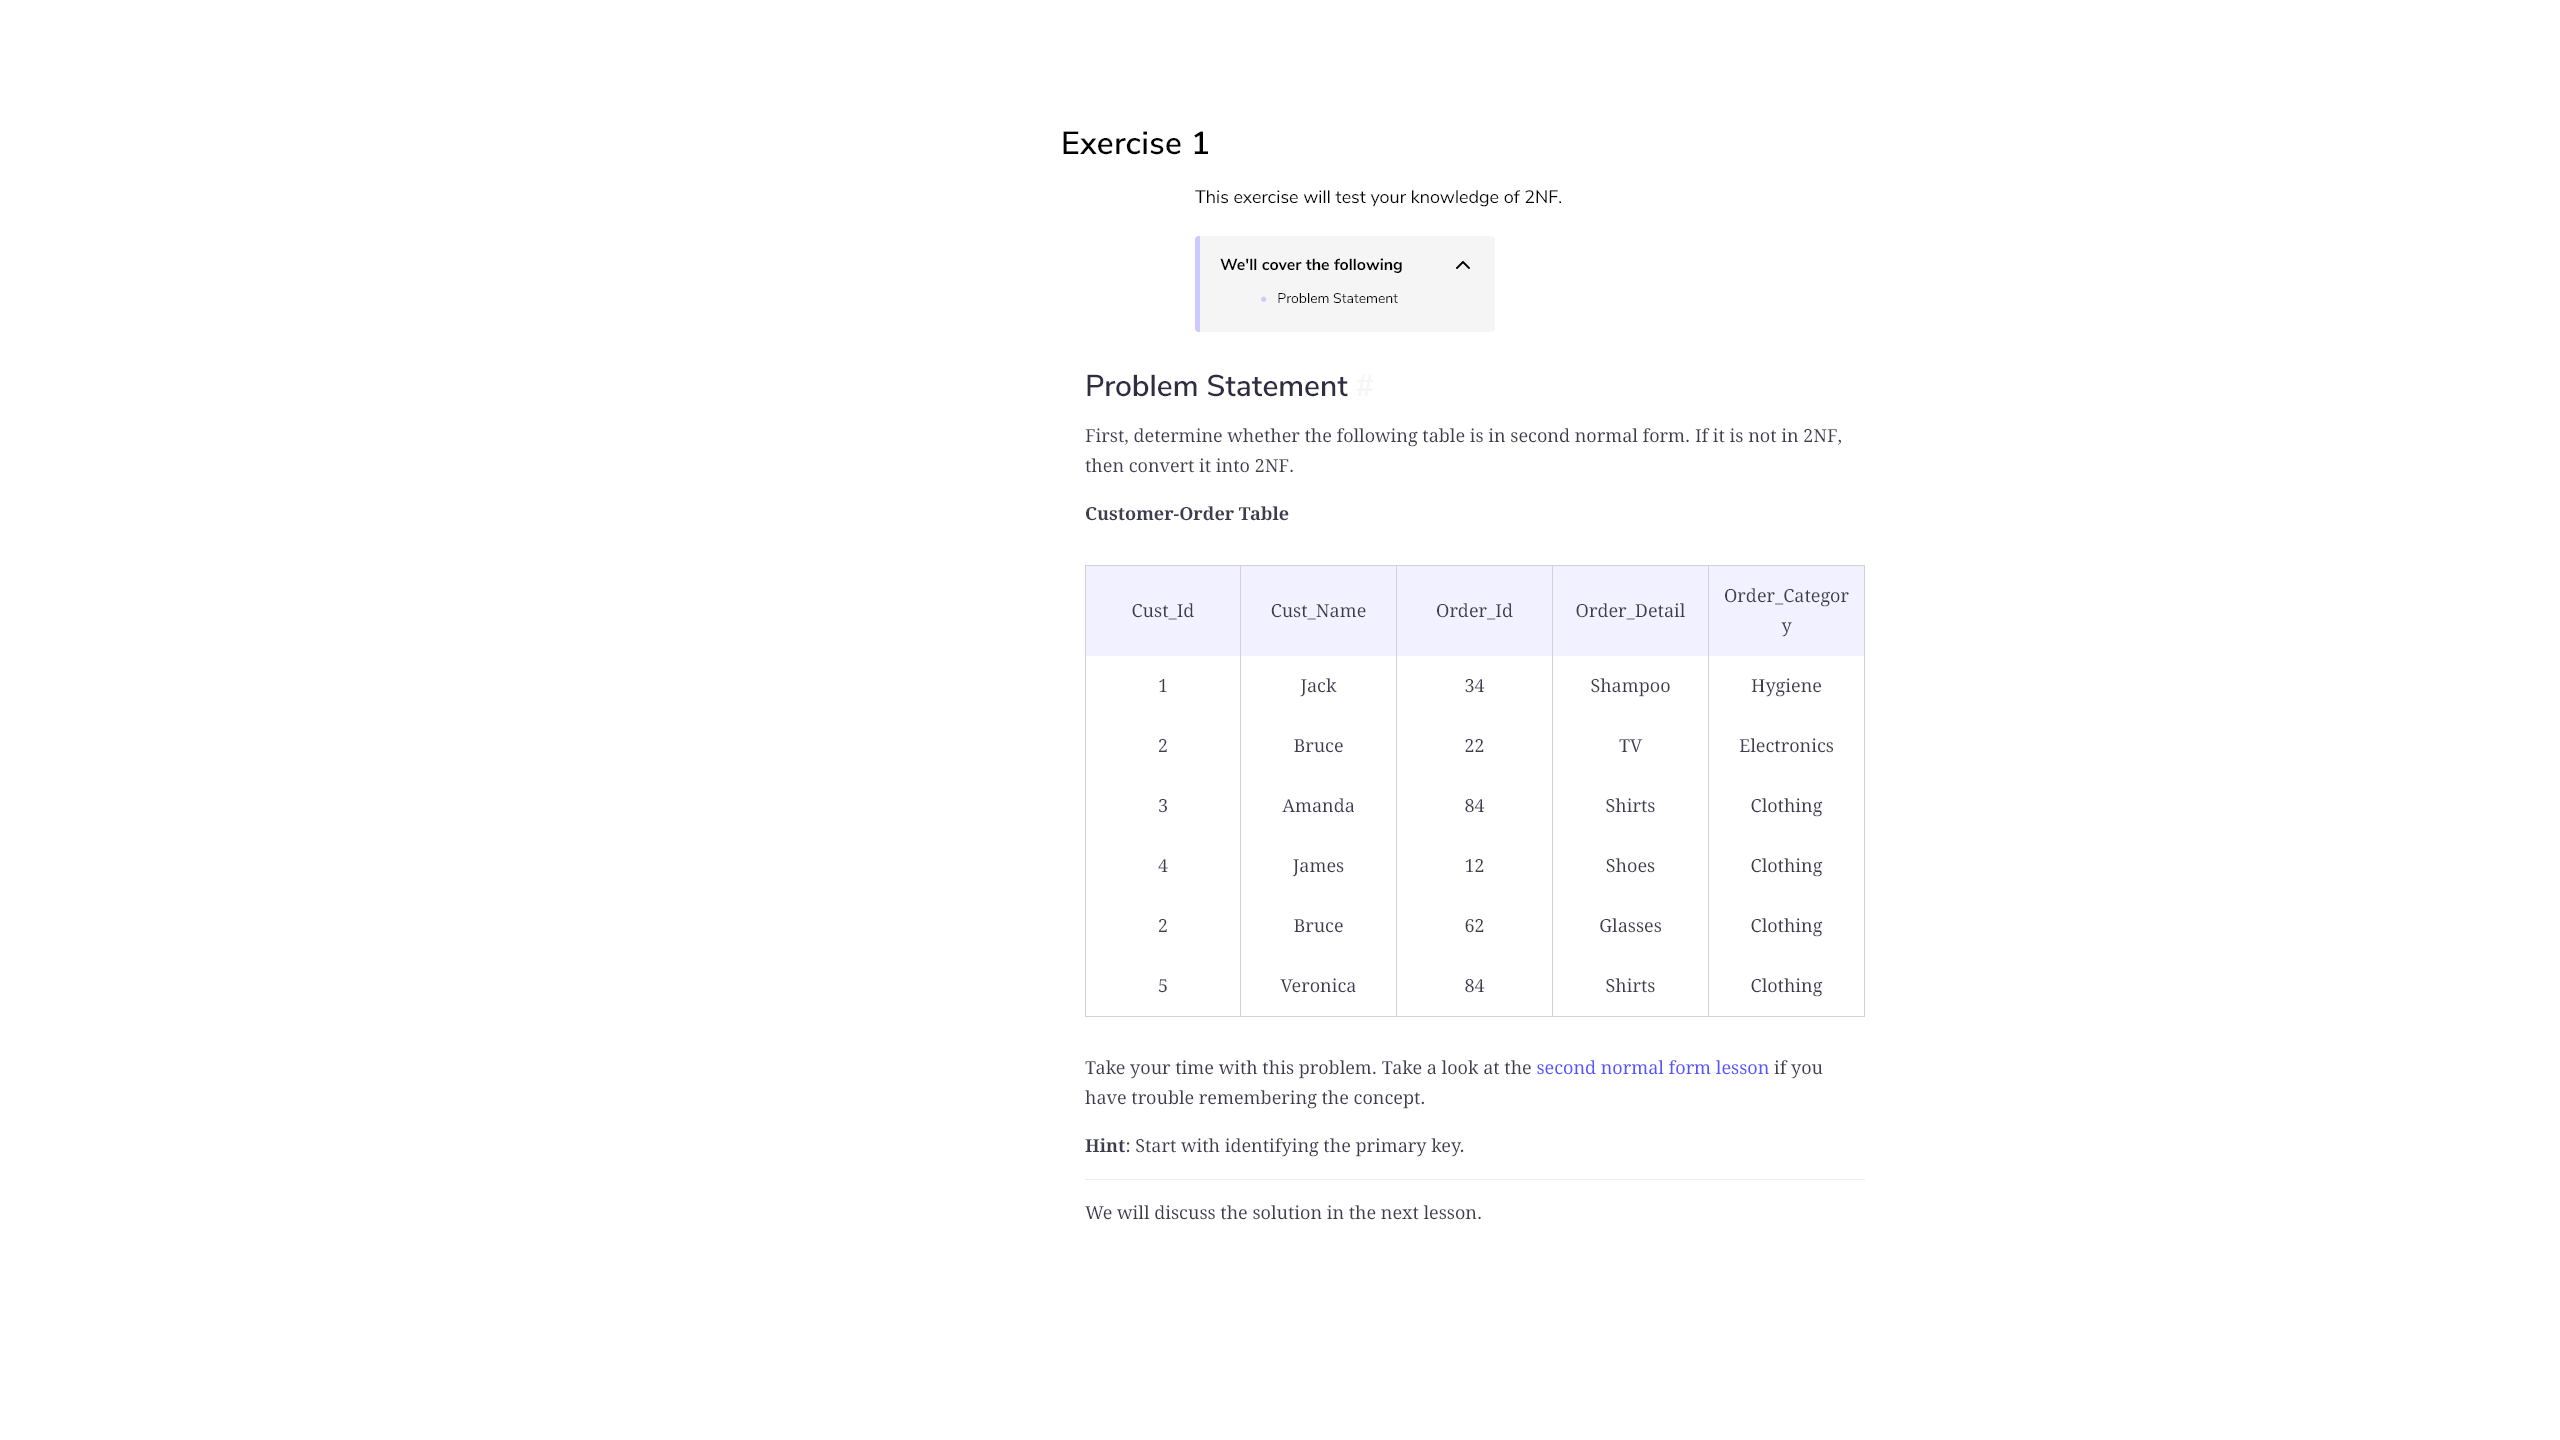 Exercise 1
This exercise will test your knowledge of 2NF.
We'll cover the following
Problem Statement
Problem Statement #
First, determine whether the following table is in second normal form. If it is not in 2NF,
then convert it into 2NF.
Customer-Order Table
Cust_Id Cust_Name Order_Id Order_Detail Order_Categor
y
1 Jack 34 Shampoo Hygiene
2 Bruce 22 TV Electronics
3 Amanda 84 Shirts Clothing
4 James 12 Shoes Clothing
2 Bruce 62 Glasses Clothing
5 Veronica 84 Shirts Clothing
Take your time with this problem. Take a look at the second normal form lesson if you
have trouble remembering the concept.
Hint: Start with identifying the primary key.
We will discuss the solution in the next lesson.